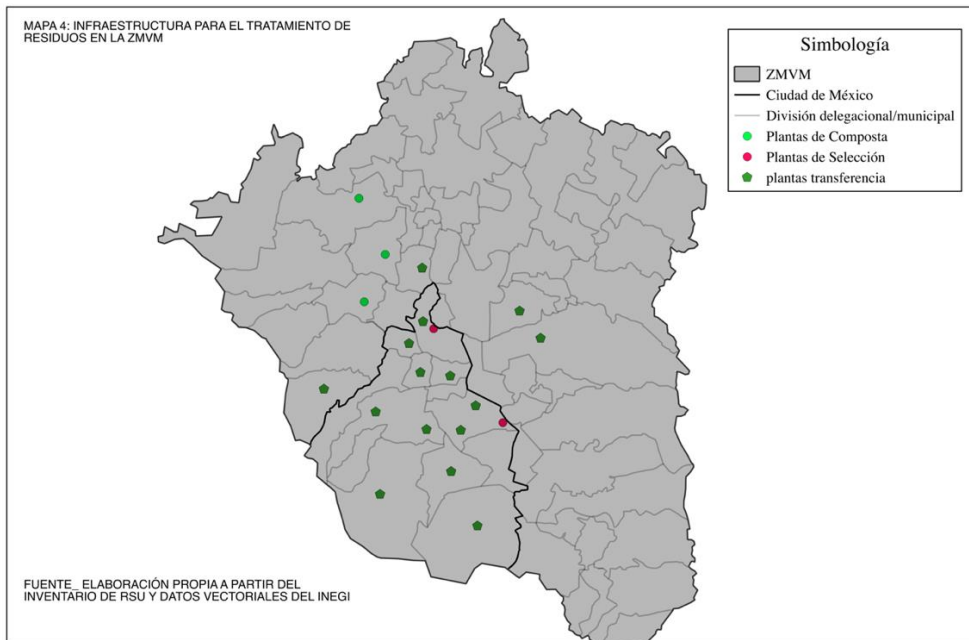 MAPA 4: INFRAESTRUCTURA PARA EL TRATAMIENTO DE
RESIDUOS EN LA ZMVM
Simbología
ZMVM
Ciudad de México
División delegacional/municipal
Plantas de Composta
Plantas de Selección
plantas transferencia
FUENTE_ ELABORACIÓN PROPIA A PARTIR DEL
INVENTARIO DE RSU Y DATOS VECTORIALES DEL INEGI